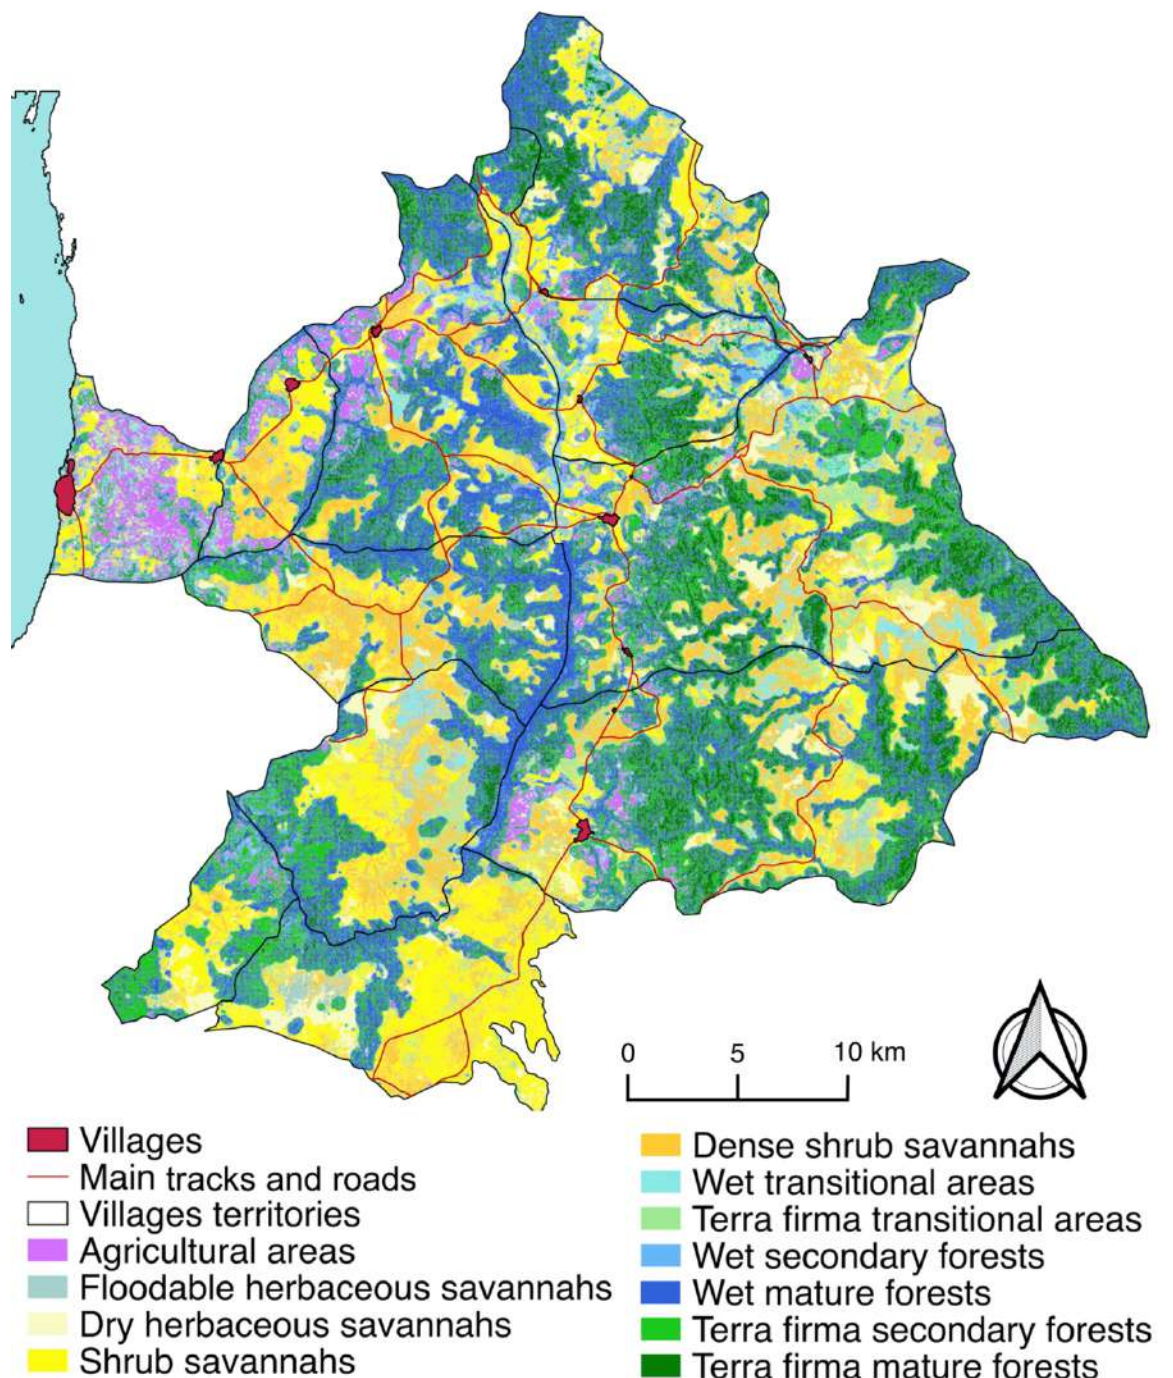 0 5 10 km
Villages
Main tracks and roads
Villages territories
Agricultural areas
Floodable herbaceous savannahs
Dry herbaceous savannahs
Shrub savannahs
Dense shrub savannahs
Wet transitional areas
Terra firma transitional areas
Wet secondary forests
Wet mature forests
Terra firma secondary forests
Terra firma mature forests